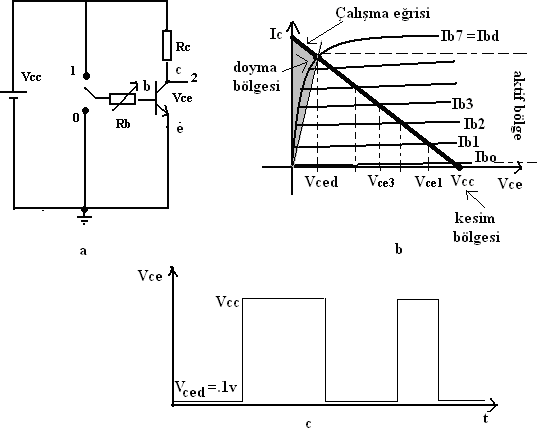 Vcc
1
0
Rb
b
Rc
c
2
Vce
e
a
Ic
Çalışma eğrisi
Ib7 = Ibd
doyma
bölgesi
Ib3
Ib2
Ib1
Ibo
aktif bölge
Vced
Vce3
Vce1
Vcc
Vce
kesim
bölgesi
b
Vce
Vcc
Vced =.1v
t
c